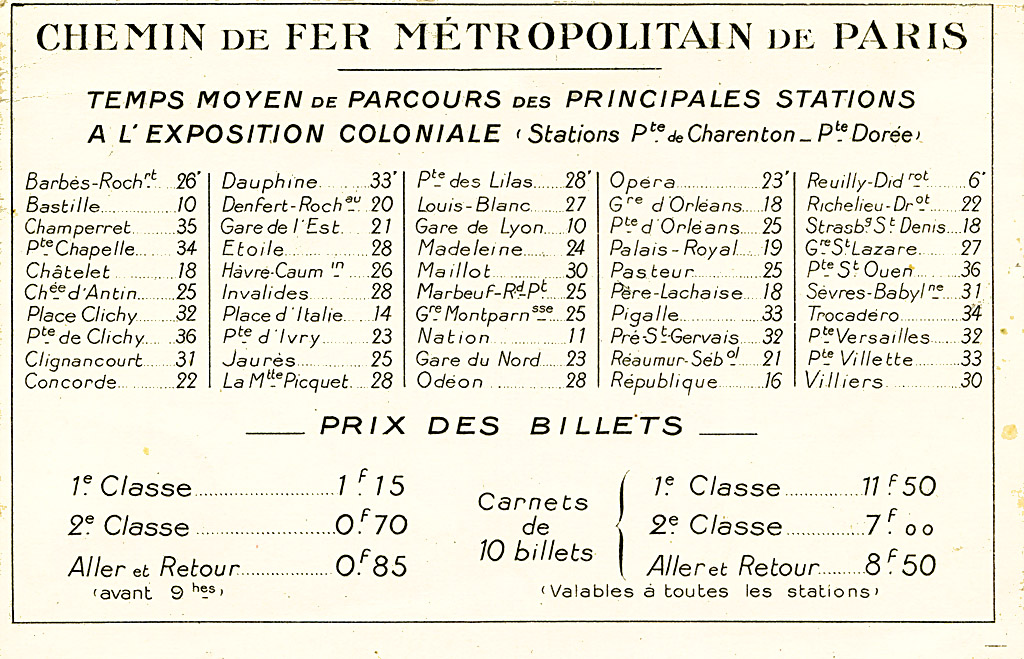 CHEMIN DE FER MÉTROPOLITAIN DE PARIS
TEMPS MOYEN DE PARCOURS DES PRINCIPALES STATIONS
A L'EXPOSITION COLONIALE (Stations Pte de Charenton _ Pte Dorée)
Barbès-Rochrt. 26'
Bastille 10
Champerret 35
Pte Chapelle 34
Châtelet 18
Chée d'Antin 25
Place Clichy 32
Pte de Clichy 36
Clignancourt 31
Concorde 22
Dauphine 33'
Denfert-Rochau 20
Gare de l'Est 21
Etoile 28
Hâvre-Caumin 26
Invalides 28
Place d'Italie 14
Pte d'Ivry 23
Jaurès 25
La Mtte Picquet 28
Pte des Lilas 28'
Louis-Blanc 27
Gare de Lyon 10
Madeleine 24
Maillot 30
Marbeuf-Rd. Pt. 25
Gre Montparnsse 25
Nation 11
Gare du Nord 23
Odéon 28
Opéra 23'
Gre d'Orléans 18
Pte d'Orléans 25
Palais-Royal 19
Pasteur 25
Père-Lachaise 18
Pigalle 33
Pré-St-Gervais 32
Réaumur-Sébol 21
République 16
Reuilly-Didrot 6'
Richelieu-Drot 22
Strasbg St Denis 18
Gre St Lazare 27
Pte St Ouen 36
Sèvres-Babylne 31
Trocadéro 34
Pte Versailles 32
Pte Villette 33
Villiers 30
PRIX DES BILLETS
1e Classe 1F15
2e Classe 0F70
Aller et Retour 0F85
(avant 9 hes)
Carnets
de
10 billets
1e Classe 11F50
2e Classe 7F00
Aller et Retour 8F50
(Valables à toutes les stations)